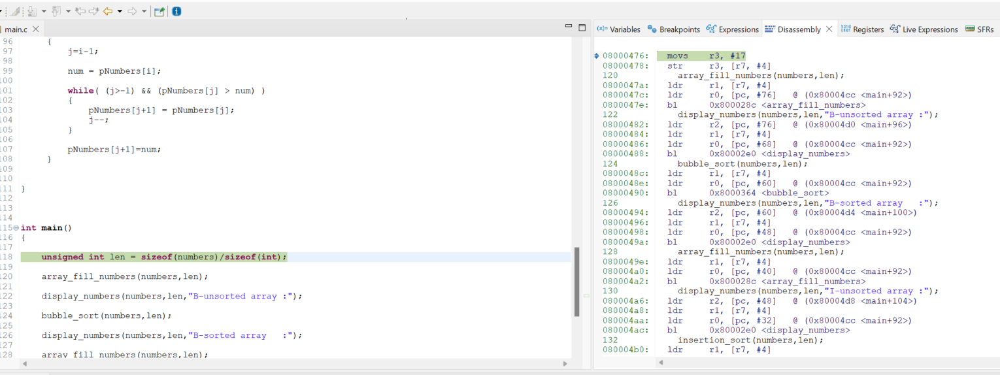 main.c
96 {
97 j=i-1;
98
99 num = pNumbers[i];
100
101 while( (j>-1) && (pNumbers[j] > num) )
102 {
103 pNumbers[j+1] = pNumbers[j];
104 j--;
105 }
106
107 pNumbers[j+1]=num;
108 }
109
110
111 }
112
113
114
115 int main()
116 {
117
118 unsigned int len = sizeof(numbers)/sizeof(int);
119
120 array_fill_numbers(numbers,len);
121
122 display_numbers(numbers,len,"B-unsorted array :");
123
124 bubble_sort(numbers,len);
125
126 display_numbers(numbers,len,"B-sorted array   :");
127
128 array_fill_numbers(numbers,len);
(x)= Variables Breakpoints Expressions Disassembly Registers Live Expressions SFRs
08000476: movs r3, #17
08000478: str r3, [r7, #4]
120 array_fill_numbers(numbers,len);
0800047a: ldr r1, [r7, #4]
0800047c: ldr r0, [pc, #76] @ (0x80004cc <main+92>)
0800047e: bl 0x800028c <array_fill_numbers>
122 display_numbers(numbers,len,"B-unsorted array :");
08000482: ldr r2, [pc, #76] @ (0x80004d0 <main+96>)
08000484: ldr r1, [r7, #4]
08000486: ldr r0, [pc, #68] @ (0x80004cc <main+92>)
08000488: bl 0x80002e0 <display_numbers>
124 bubble_sort(numbers,len);
0800048c: ldr r1, [r7, #4]
0800048e: ldr r0, [pc, #60] @ (0x80004cc <main+92>)
08000490: bl 0x8000364 <bubble_sort>
126 display_numbers(numbers,len,"B-sorted array   :");
08000494: ldr r2, [pc, #60] @ (0x80004d4 <main+100>)
08000496: ldr r1, [r7, #4]
08000498: ldr r0, [pc, #48] @ (0x80004cc <main+92>)
0800049a: bl 0x80002e0 <display_numbers>
128 array_fill_numbers(numbers,len);
0800049e: ldr r1, [r7, #4]
080004a0: ldr r0, [pc, #40] @ (0x80004cc <main+92>)
080004a2: bl 0x800028c <array_fill_numbers>
130 display_numbers(numbers,len,"I-unsorted array :");
080004a6: ldr r2, [pc, #48] @ (0x80004d8 <main+104>)
080004a8: ldr r1, [r7, #4]
080004aa: ldr r0, [pc, #32] @ (0x80004cc <main+92>)
080004ac: bl 0x80002e0 <display_numbers>
132 insertion_sort(numbers,len);
080004b0: ldr r1, [r7, #4]